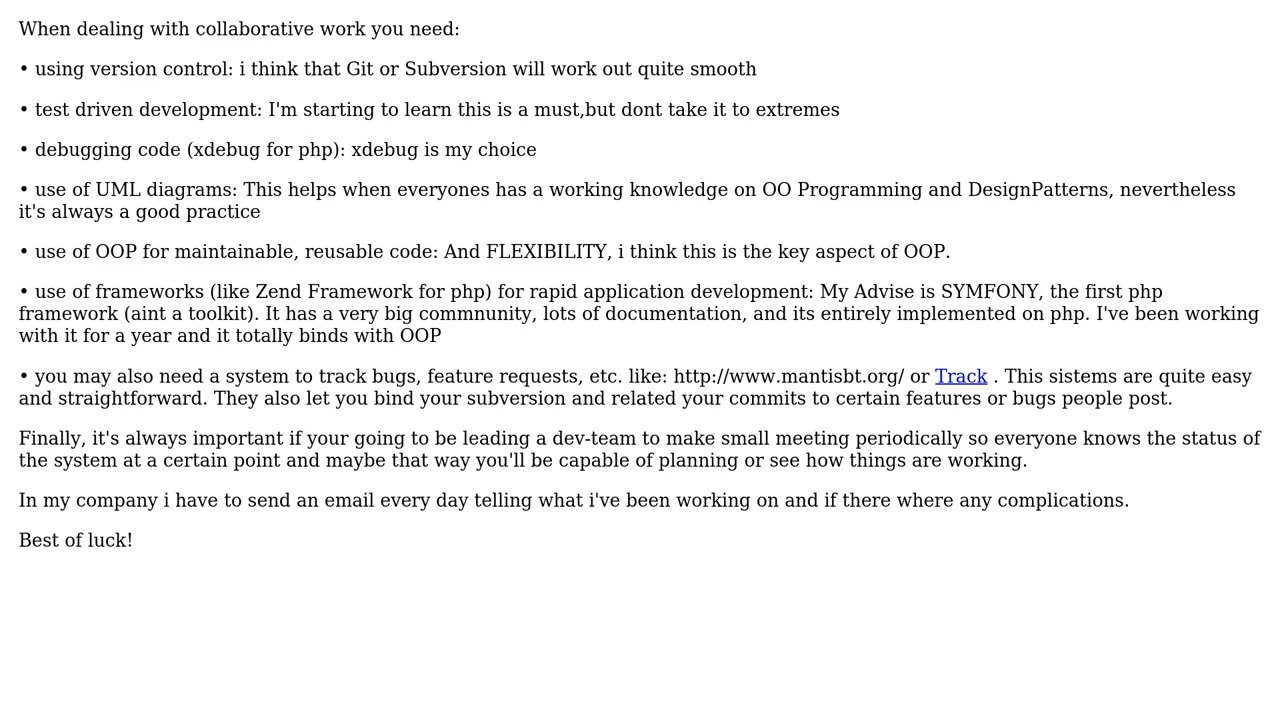 When dealing with collaborative work you need:
• using version control: i think that Git or Subversion will work out quite smooth
• test driven development: I'm starting to learn this is a must,but dont take it to extremes
• debugging code (xdebug for php): xdebug is my choice
• use of UML diagrams: This helps when everyones has a working knowledge on OO Programming and DesignPatterns, nevertheless
it's always a good practice
• use of OOP for maintainable, reusable code: And FLEXIBILITY, i think this is the key aspect of OOP.
• use of frameworks (like Zend Framework for php) for rapid application development: My Advise is SYMFONY, the first php
framework (aint a toolkit). It has a very big commnunity, lots of documentation, and its entirely implemented on php. I've been working
with it for a year and it totally binds with OOP
• you may also need a system to track bugs, feature requests, etc. like: http://www.mantisbt.org/ or Track . This sistems are quite easy
and straightforward. They also let you bind your subversion and related your commits to certain features or bugs people post.
Finally, it's always important if your going to be leading a dev-team to make small meeting periodically so everyone knows the status of
the system at a certain point and maybe that way you'll be capable of planning or see how things are working.
In my company i have to send an email every day telling what i've been working on and if there where any complications.
Best of luck!